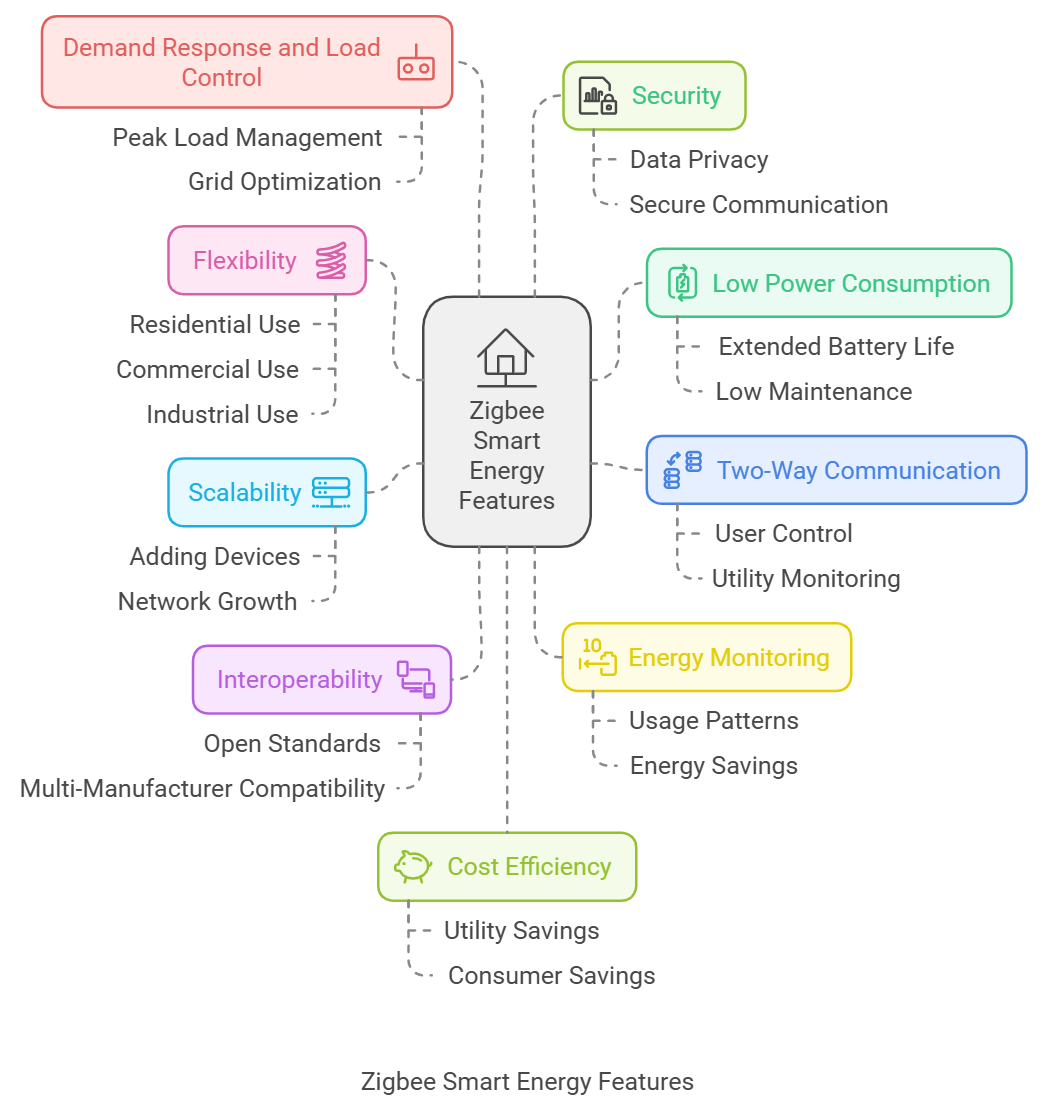 Demand Response and Load
Control
Peak Load Management
Grid Optimization
Flexibility
Residential Use
Commercial Use
Industrial Use
Scalability
Adding Devices
Network Growth
Interoperability
Open Standards
Multi-Manufacturer Compatibility
Zigbee
Smart
Energy
Features
Security
Data Privacy
Secure Communication
Low Power Consumption
Extended Battery Life
Low Maintenance
Two-Way Communication
User Control
Utility Monitoring
10
Energy Monitoring
Usage Patterns
Energy Savings
Cost Efficiency
Utility Savings
Consumer Savings
Zigbee Smart Energy Features